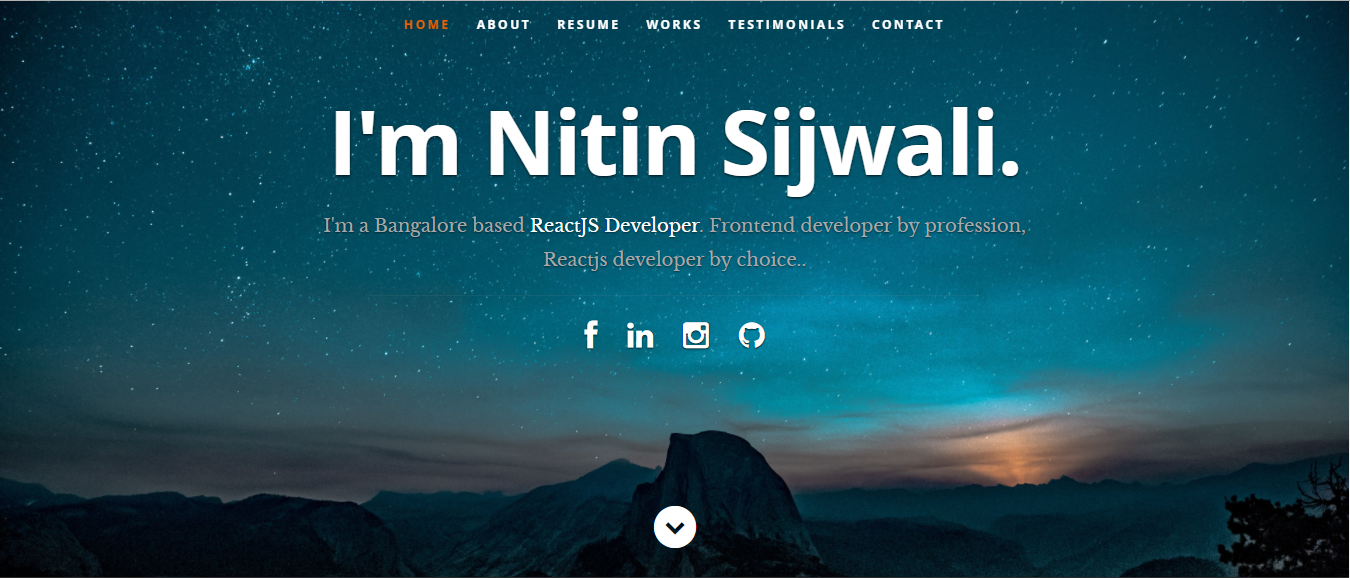 HOME ABOUT RESUME WORKS TESTIMONIALS CONTACT
I'm Nitin Sijwali.
I'm a Bangalore based ReactJS Developer. Frontend developer by profession,
Reactjs developer by choice..